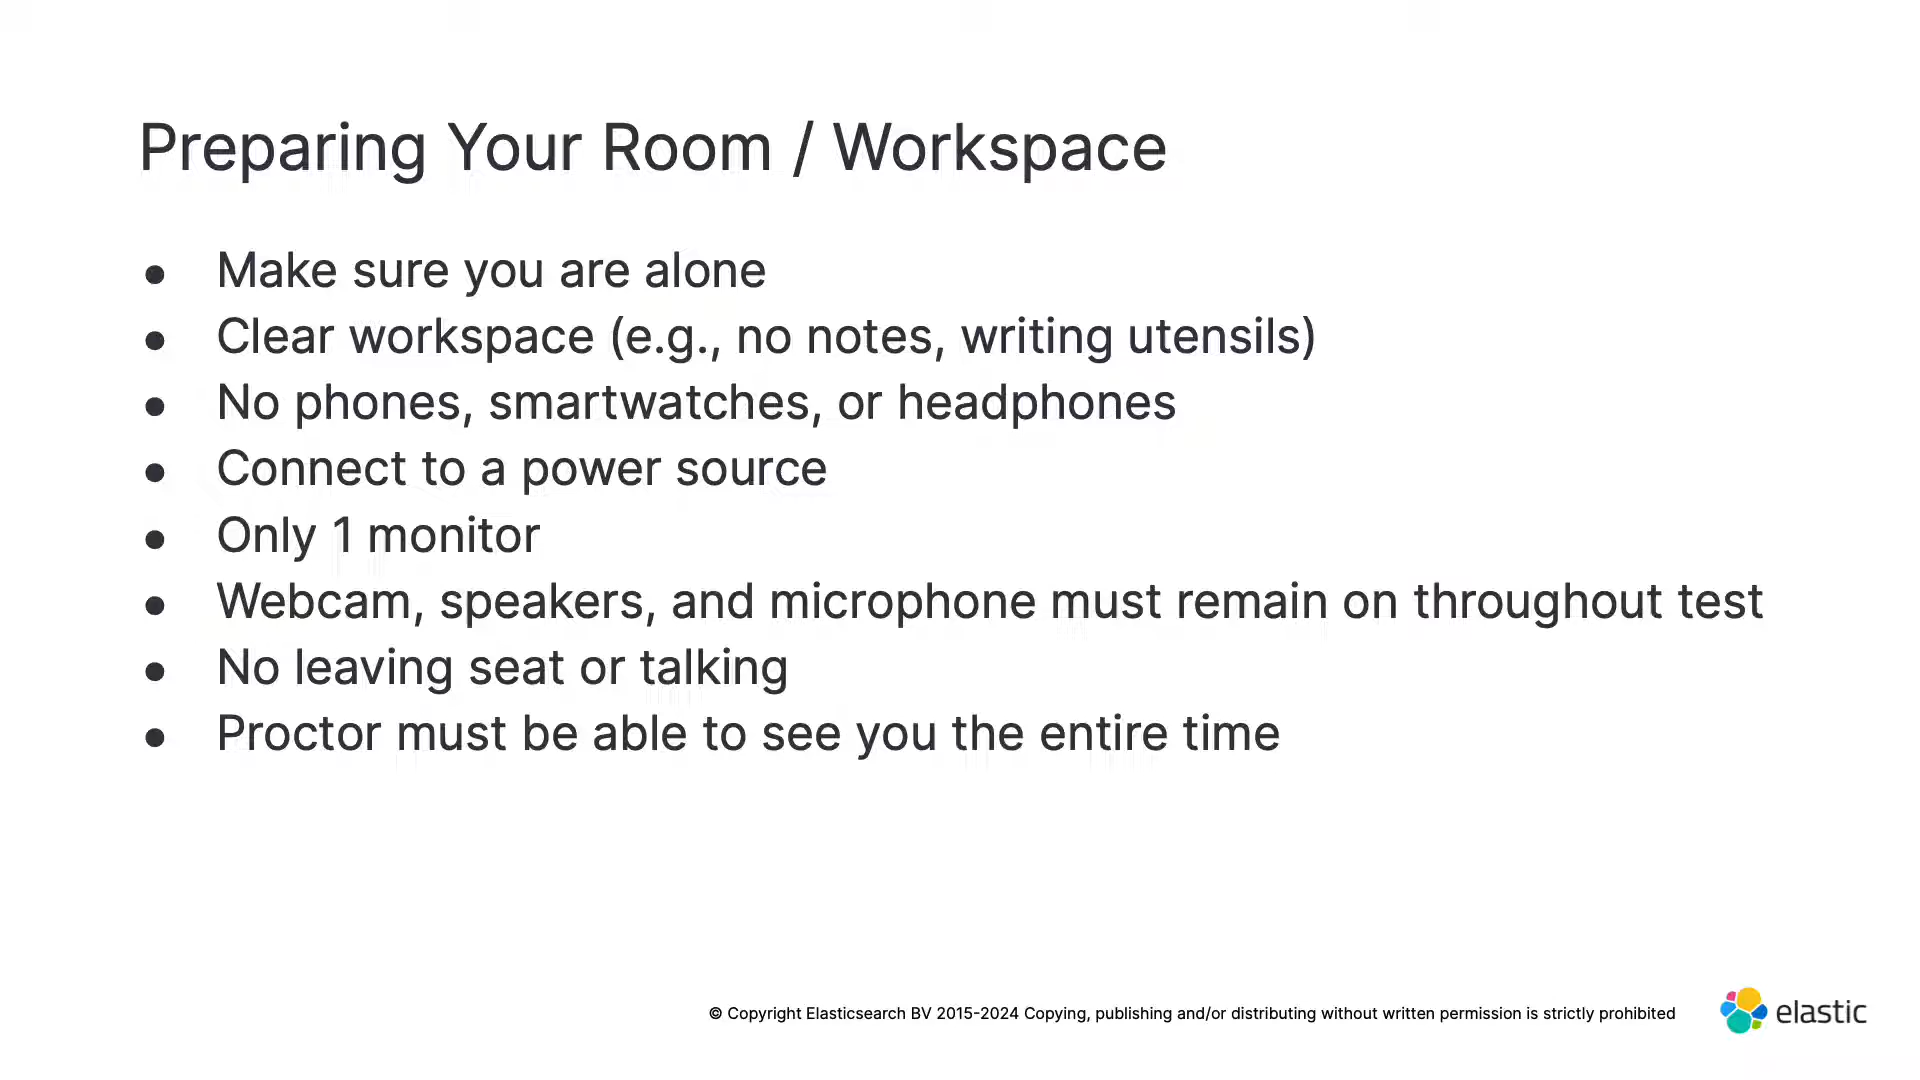 Preparing Your Room / Workspace
● Make sure you are alone
● Clear workspace (e.g., no notes, writing utensils)
● No phones, smartwatches, or headphones
● Connect to a power source
● Only 1 monitor
● Webcam, speakers, and microphone must remain on throughout test
● No leaving seat or talking
● Proctor must be able to see you the entire time
© Copyright Elasticsearch BV 2015-2024 Copying, publishing and/or distributing without written permission is strictly prohibited
elastic